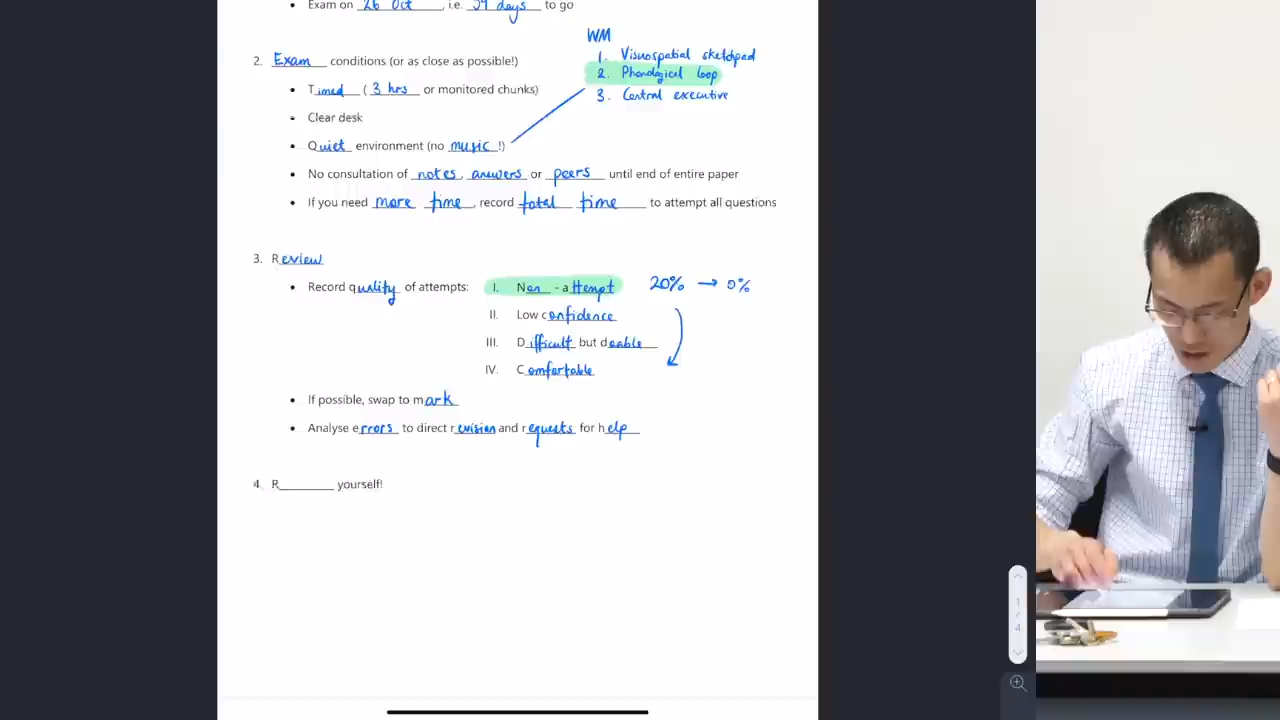 • Exam on 26 Oct, i.e. 39 days to go
WM
1. Visuospatial sketchpad
2. Phonological loop
3. Central executive
2. Exam conditions (or as close as possible!)
• Timed (3 hrs or monitored chunks)
• Clear desk
• Quiet environment (no music!)
• No consultation of notes, answers or peers until end of entire paper
• If you need more time, record total time to attempt all questions
3. Review
• Record quality of attempts:
I. Non - attempt 20% → 0%
II. Low confidence
III. Difficult but doable
IV. Comfortable
• If possible, swap to mark
• Analyse errors to direct revision and requests for help
4. R________ yourself!
1
/
4